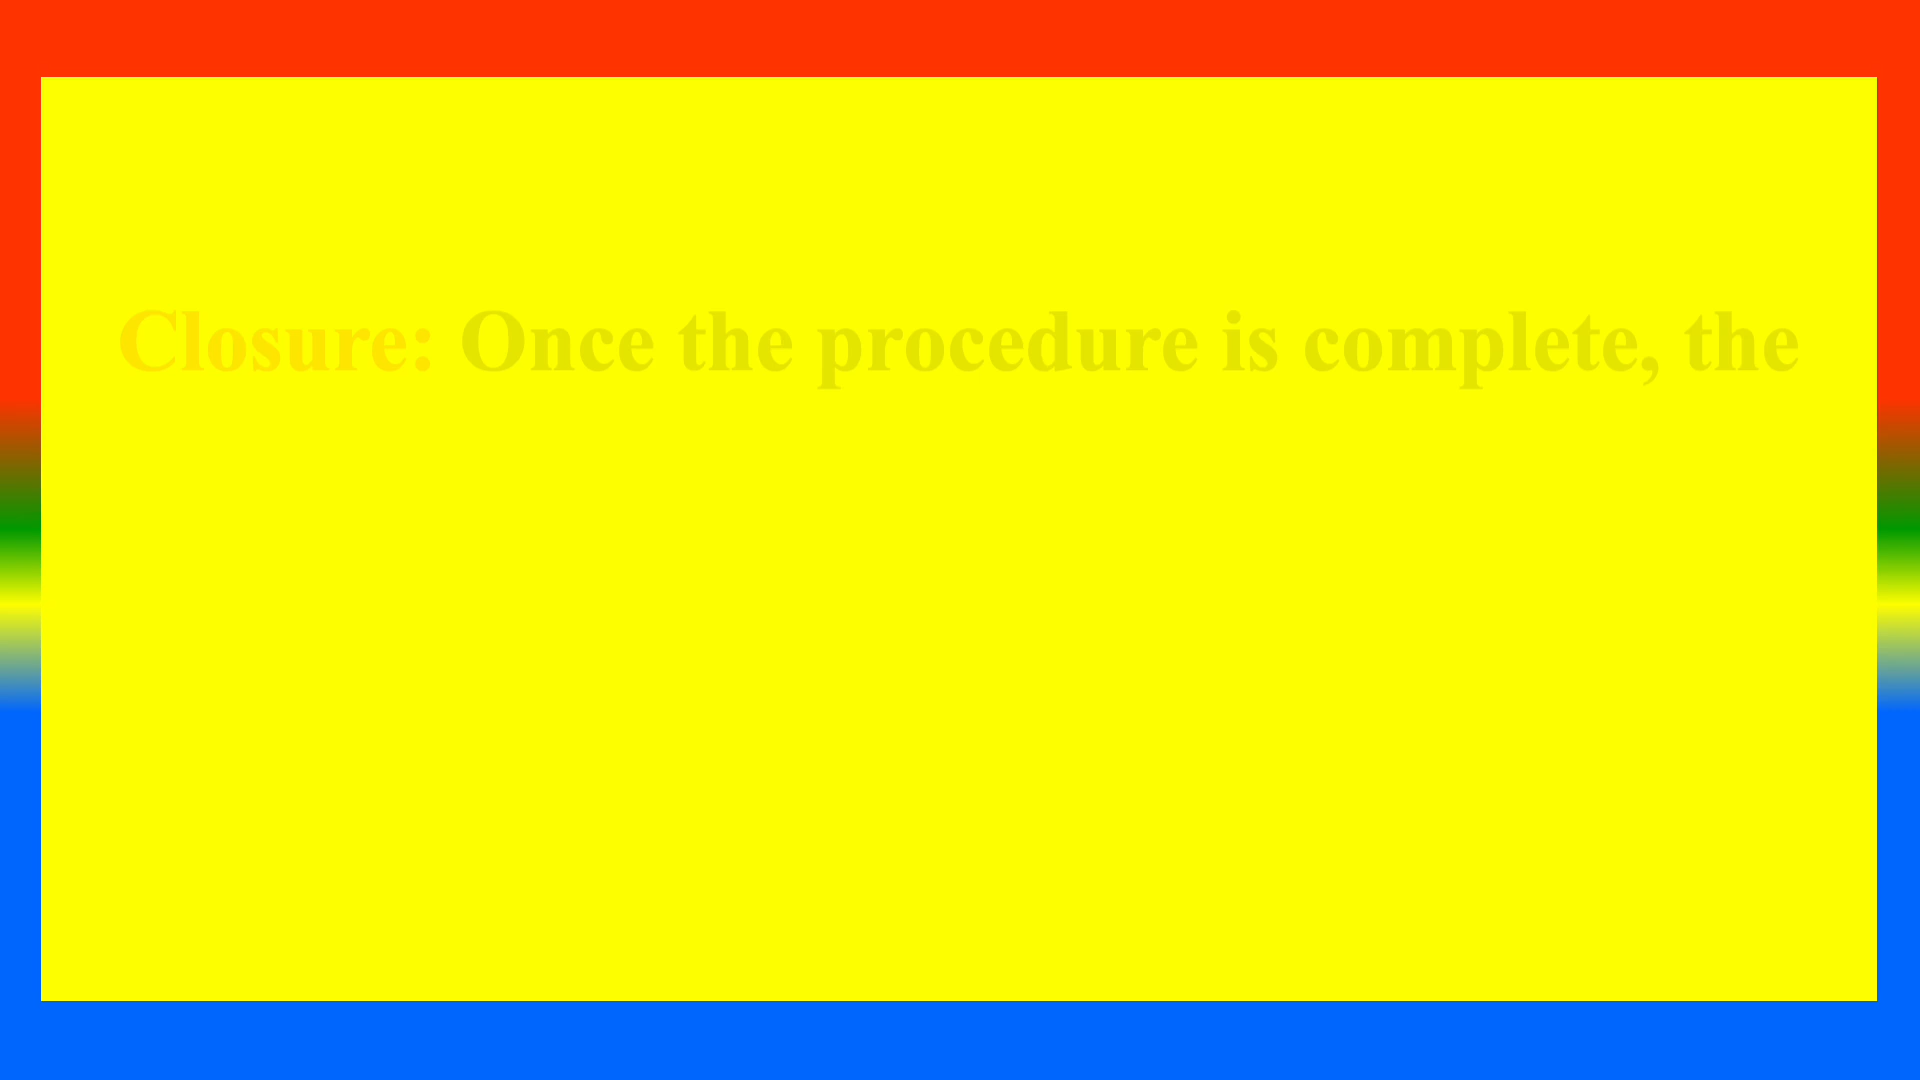 Closure: Once the procedure is complete, the